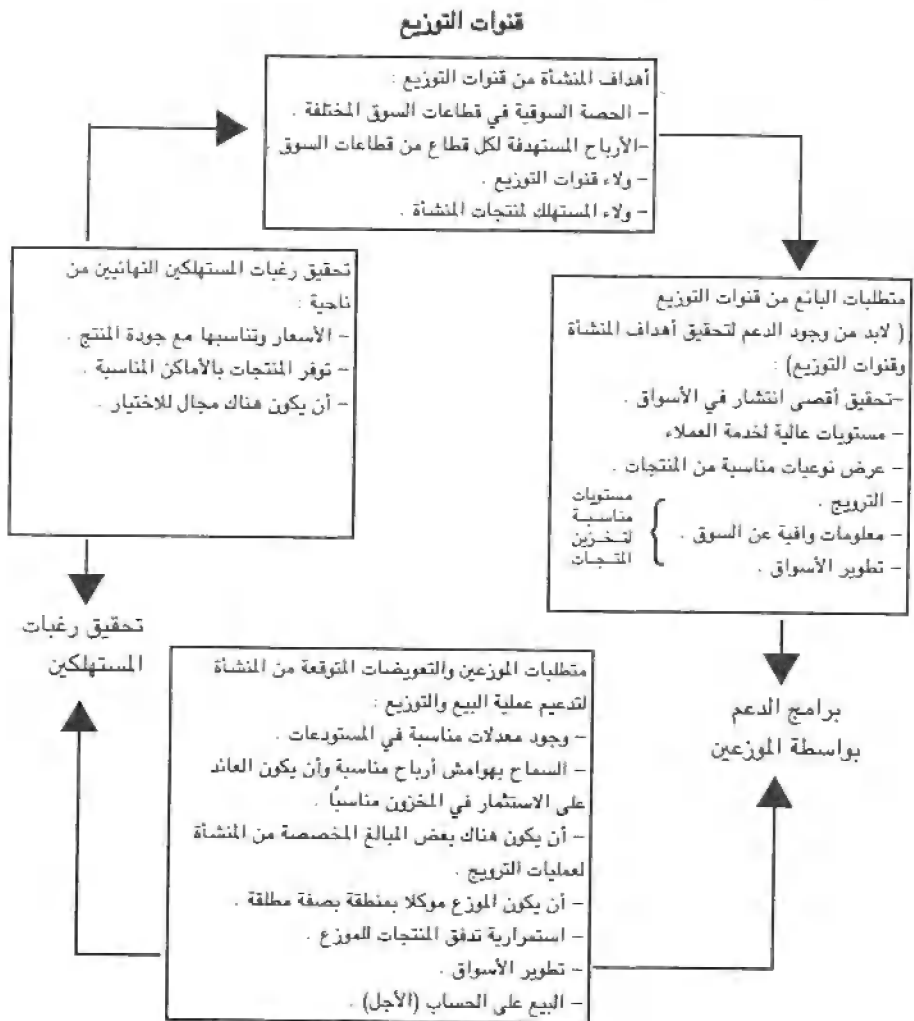 قنوات التوزيع
أهداف المنشأة من قنوات التوزيع :
– الحصة السوقية في قطاعات السوق المختلفة .
–الأرباح المستهدفة لكل قطاع من قطاعات السوق .
– ولاء قنوات التوزيع .
– ولاء المستهلك لمنتجات المنشأة .
متطلبات البائع من قنوات التوزيع
( لابد من وجود الدعم لتحقيق أهداف المنشأة
وقنوات التوزيع) :
–تحقيق أقصى انتشار في الأسواق .
– مستويات عالية لخدمة العملاء
– عرض نوعيات مناسبة من المنتجات .
– الترويج .
– معلومات وافية عن السوق .
– تطوير الأسواق .
مستويات
مناسبة
لتخزين
المنتجات
برامج الدعم
بواسطة الموزعين
متطلبات الموزعين والتعويضات المتوقعة من المنشأة
لتدعيم عملية البيع والتوزيع :
– وجود معدلات مناسبة في المستودعات .
– السماح بهوامش أرباح مناسبة وأن يكون العائد
على الاستثمار في المخزون مناسبًا .
– أن يكون هناك بعض المبالغ المخصصة من المنشأة
لعمليات الترويج .
– أن يكون الموزع موكلا بمنطقة بصفة مطلقة .
– استمرارية تدفق المنتجات للموزع .
– تطوير الأسواق .
– البيع على الحساب (الأجل) .
تحقيق رغبات المستهلكين النهائيين من
ناحية :
– الأسعار وتناسبها مع جودة المنتج .
– توفر المنتجات بالأماكن المناسبة .
– أن يكون هناك مجال للاختيار .
تحقيق رغبات
المستهلكين